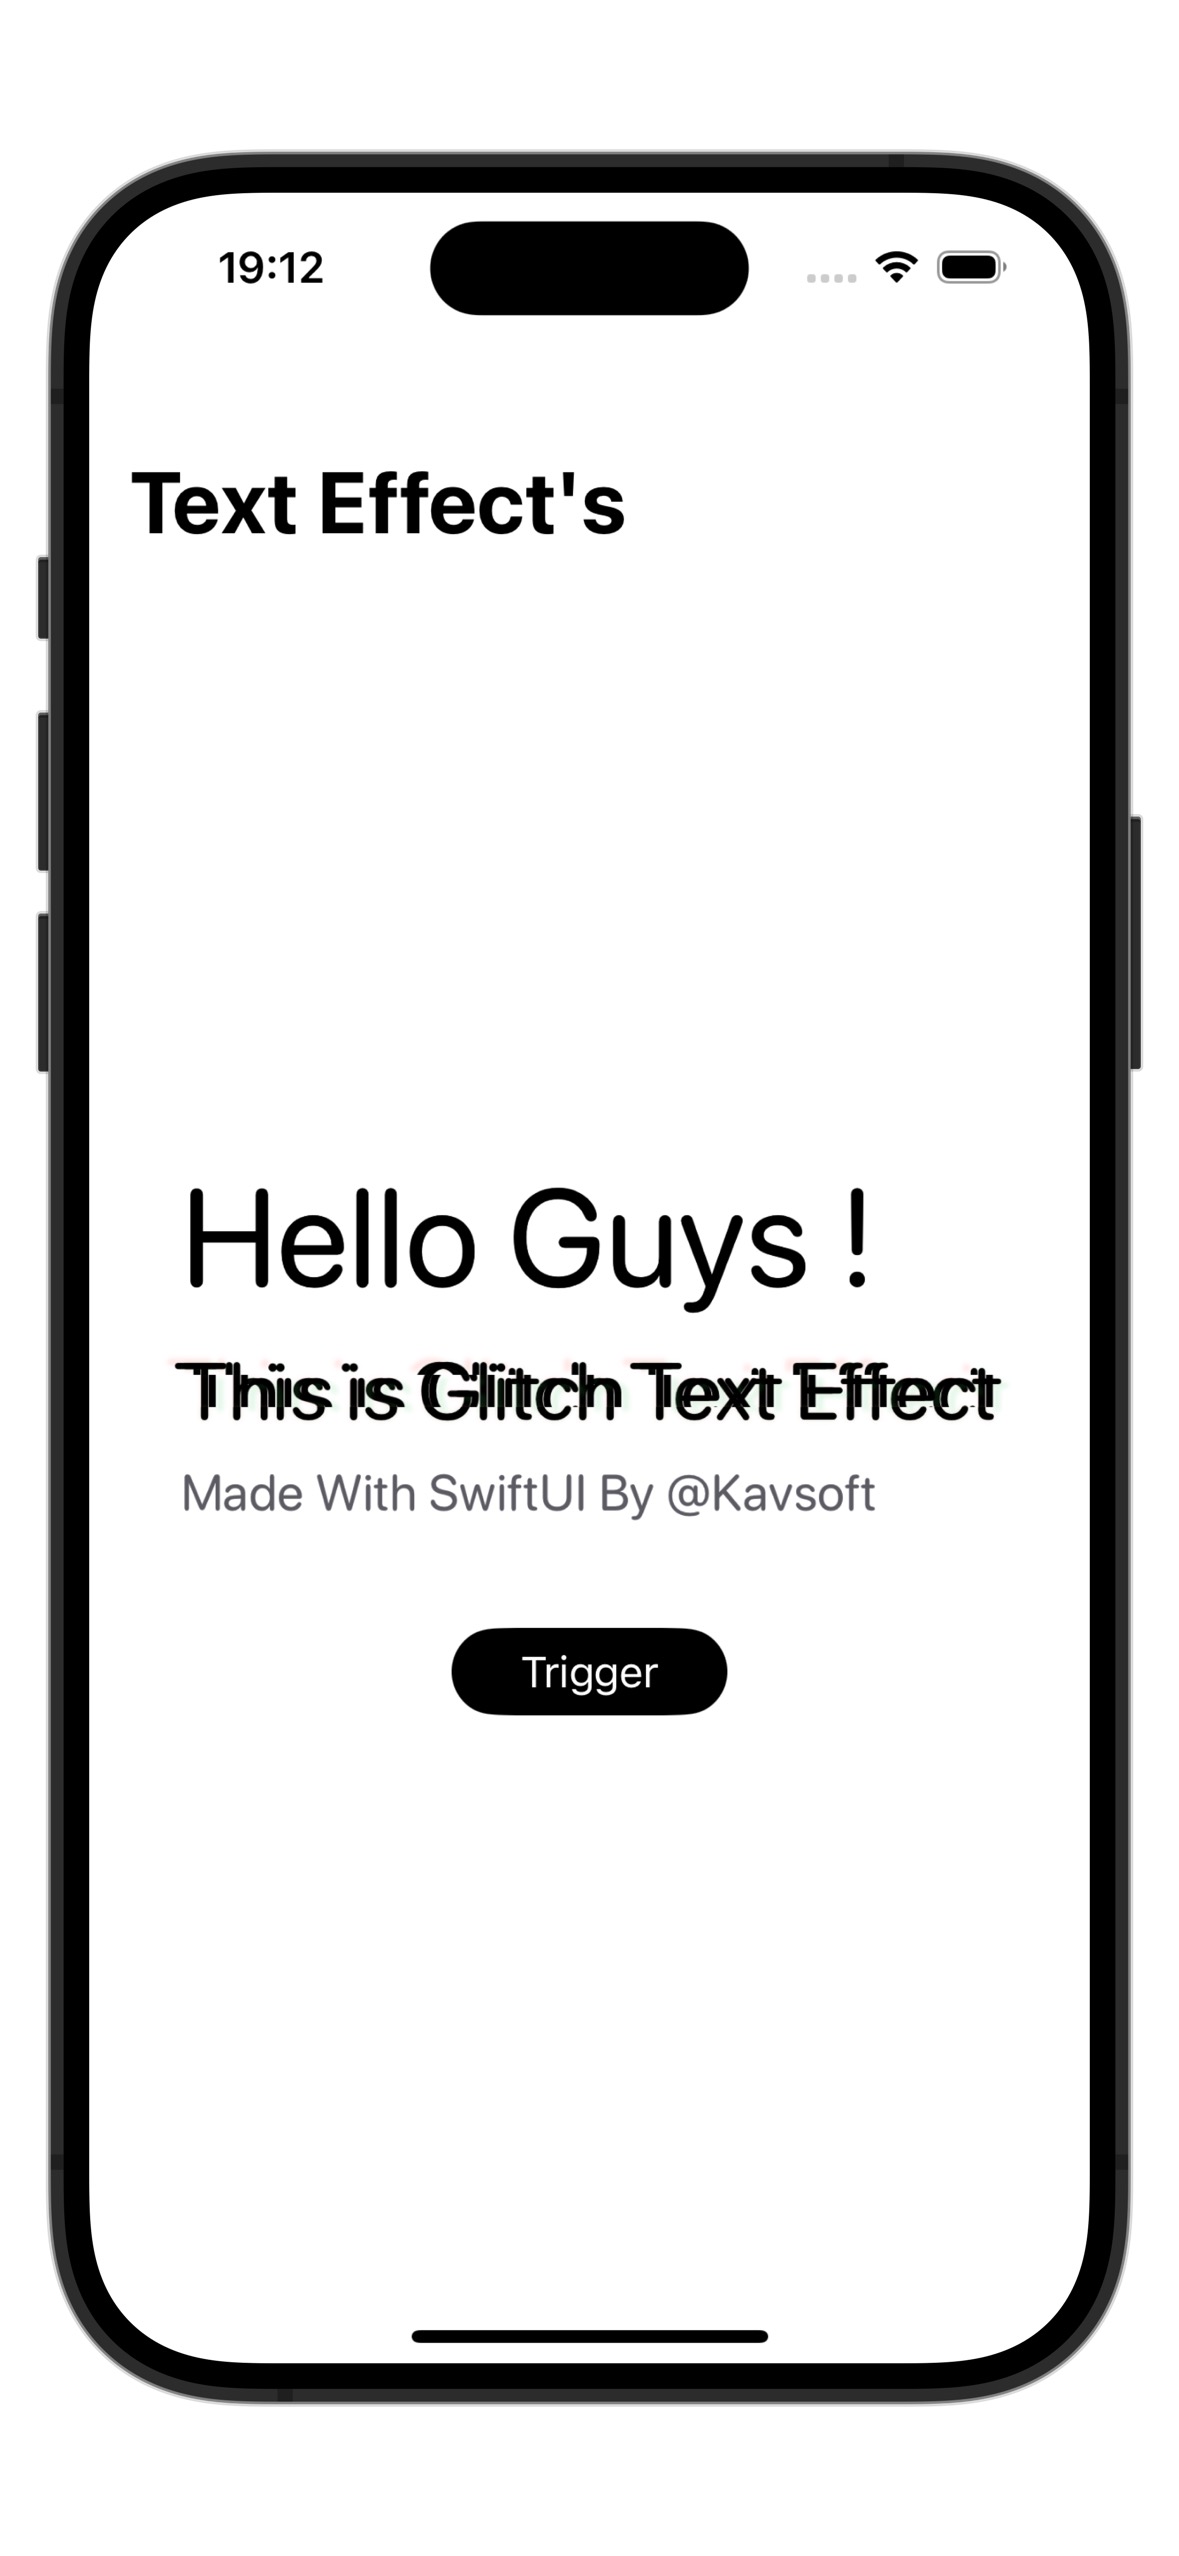 19:12
Text Effect's
Hello Guys !
This is Glitch Text Effect
Made With SwiftUI By @Kavsoft
Trigger